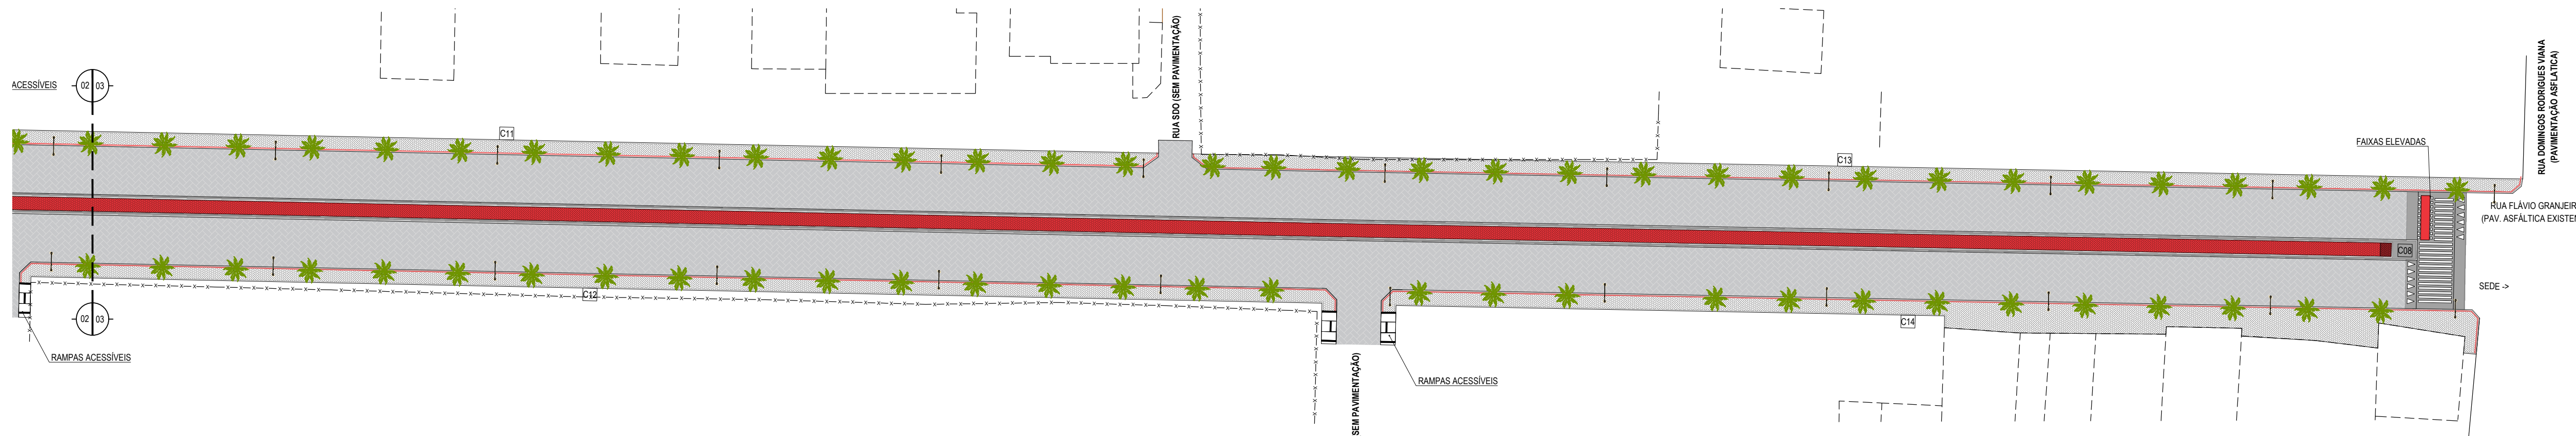 ACESSÍVEIS
02 03
C11
RUA SDO (SEM PAVIMENTAÇÃO)
C13
FAIXAS ELEVADAS
RUA DOMINGOS RODRIGUES VIANA
(PAVIMENTAÇÃO ASFLATICA)
RUA FLÁVIO GRANJEIR
(PAV. ASFÁLTICA EXISTEN
C08
SEDE ->
C12
02 03
RAMPAS ACESSÍVEIS
C14
SEM PAVIMENTAÇÃO)
RAMPAS ACESSÍVEIS